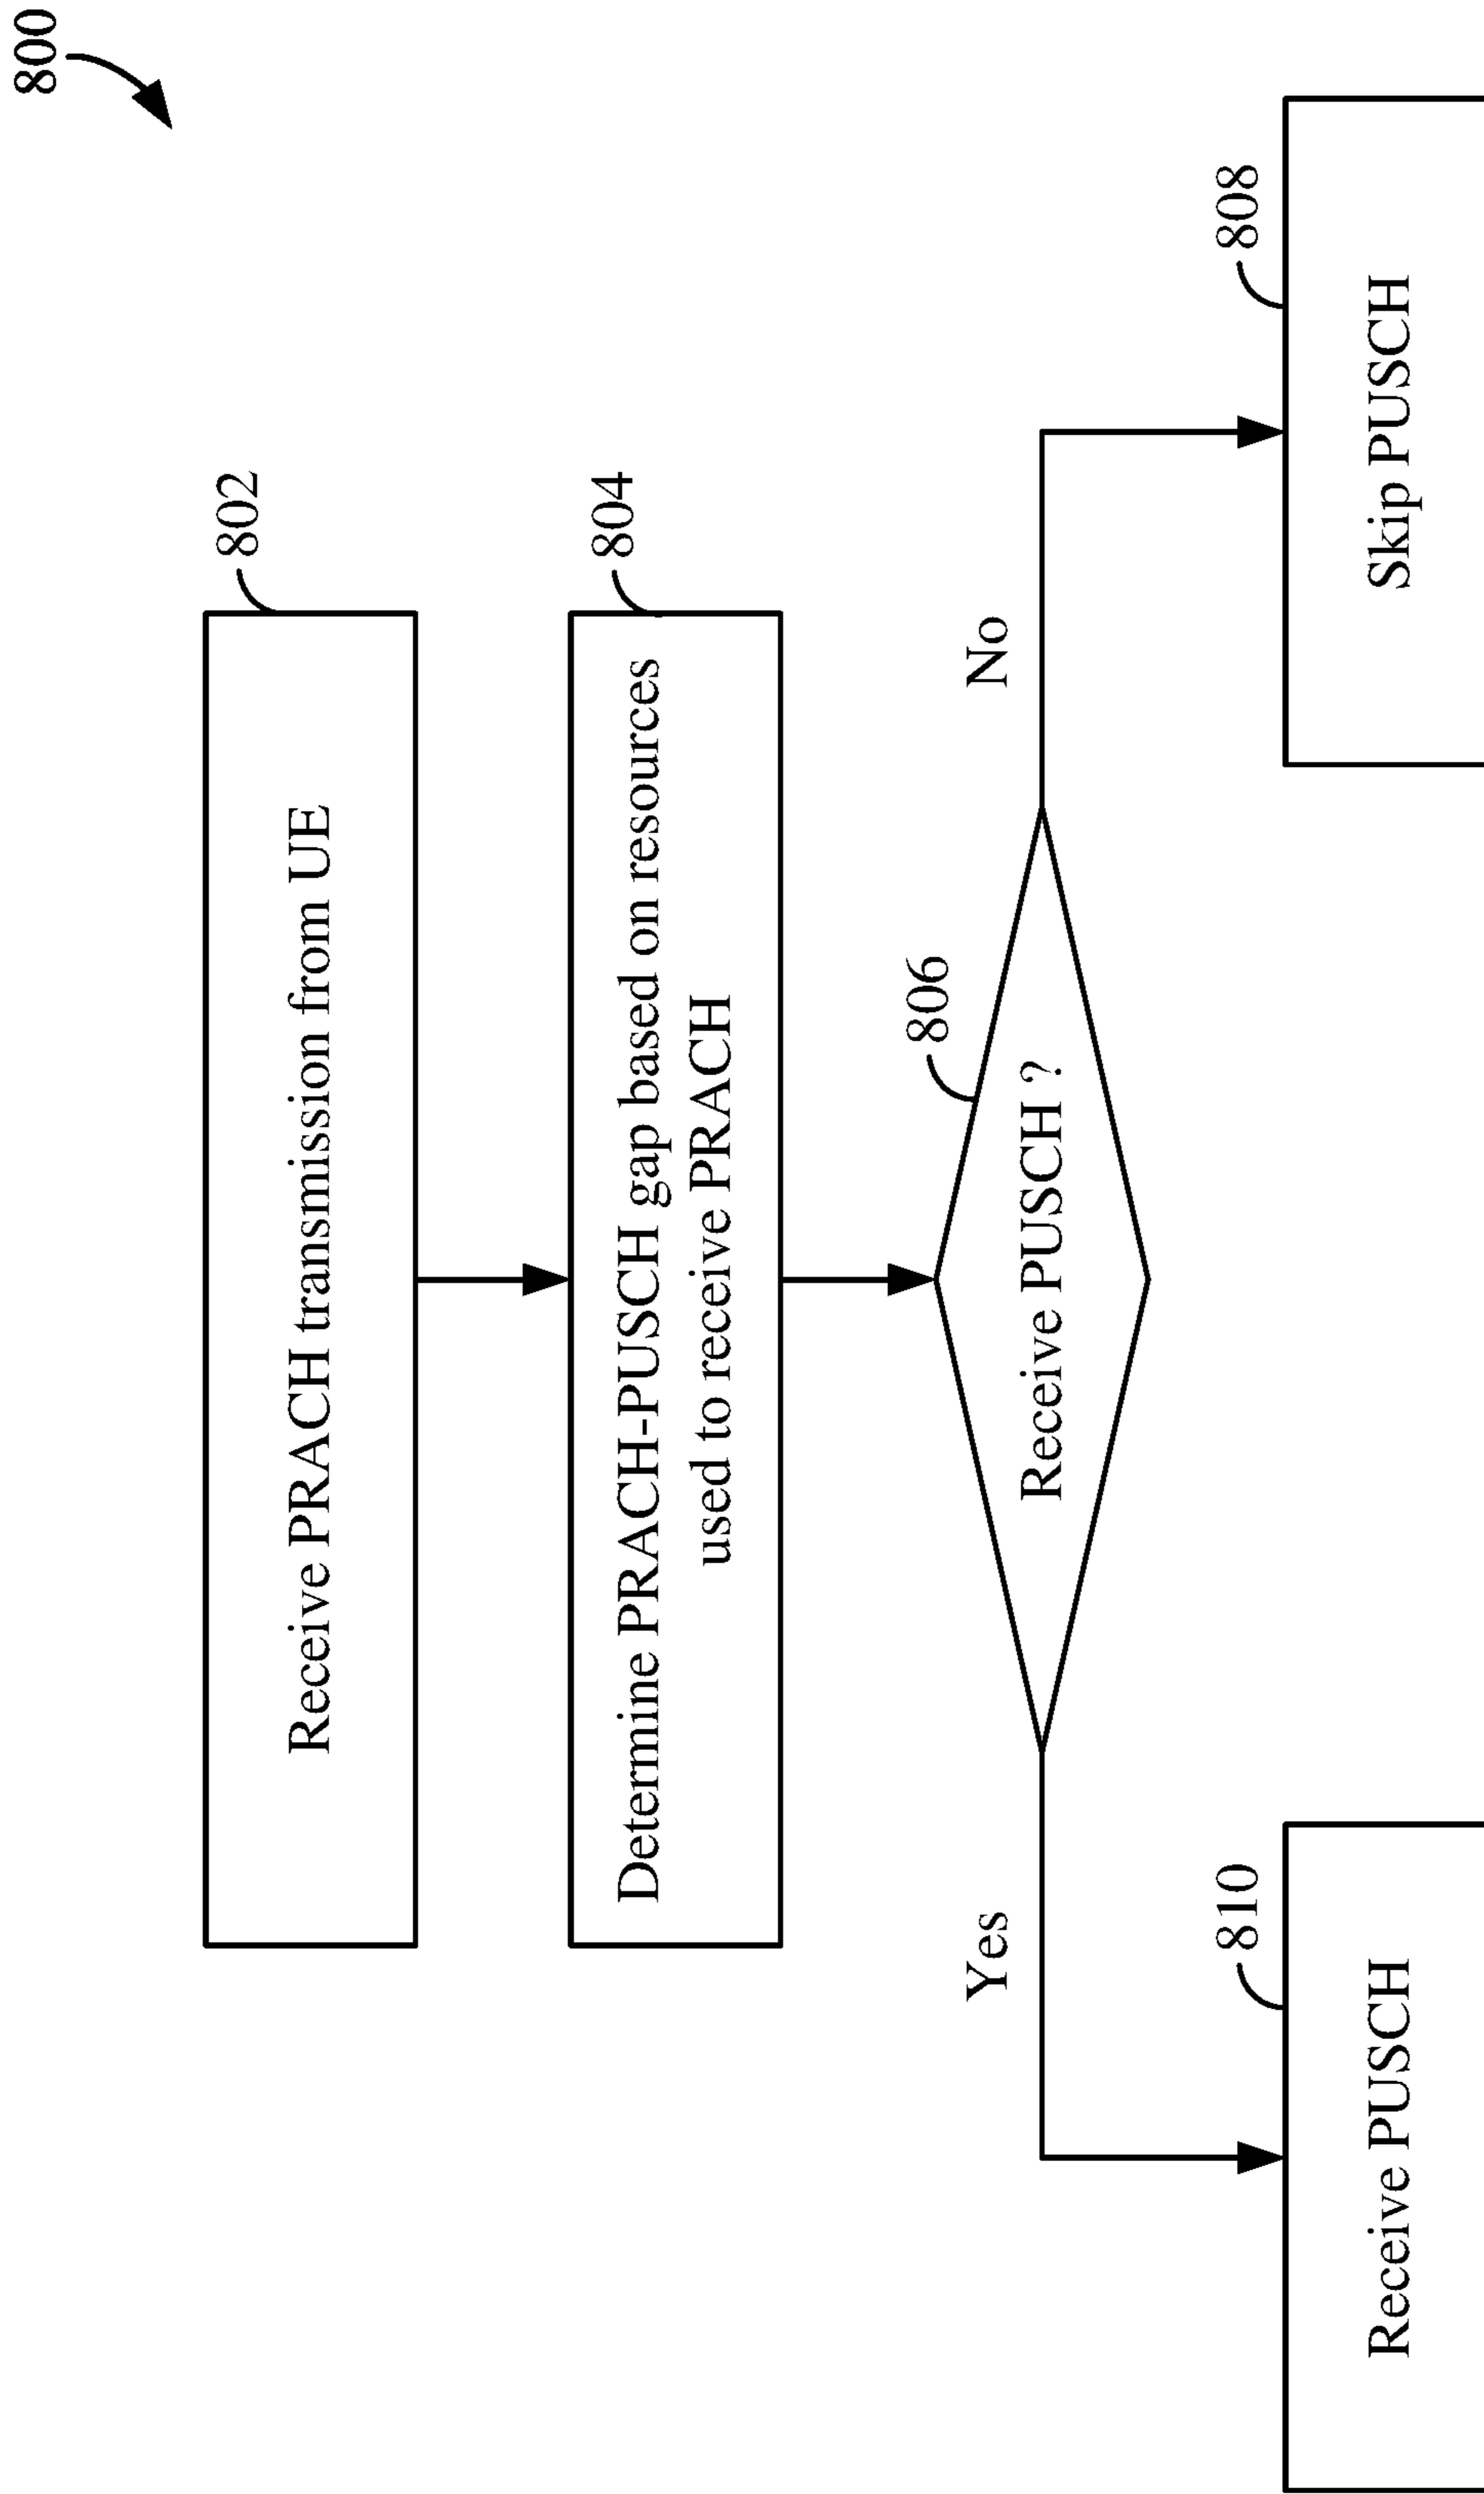 800
802
Receive PRACH transmission from UE
804
Determine PRACH-PUSCH gap based on resources
used to receive PRACH
806
Receive PUSCH ?
Yes
No
810
Receive PUSCH
808
Skip PUSCH